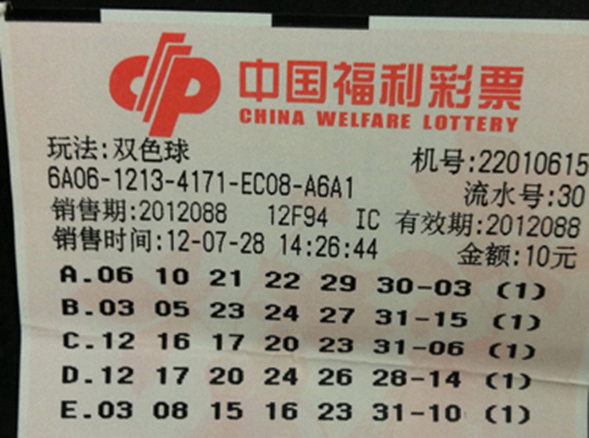 中国福利彩票
CHINA WELFARE LOTTERY
玩法:双色球 机号:22010615
6A06-1213-4171-EC08-A6A1 流水号:30
销售期:2012088 12F94 IC 有效期:2012088
销售时间:12-07-28 14:26:44 金额:10元
A.06 10 21 22 29 30-03 (1)
B.03 05 23 24 27 31-15 (1)
C.12 16 17 20 23 31-06 (1)
D.12 17 20 24 26 28-14 (1)
E.03 08 15 16 23 31-10 (1)